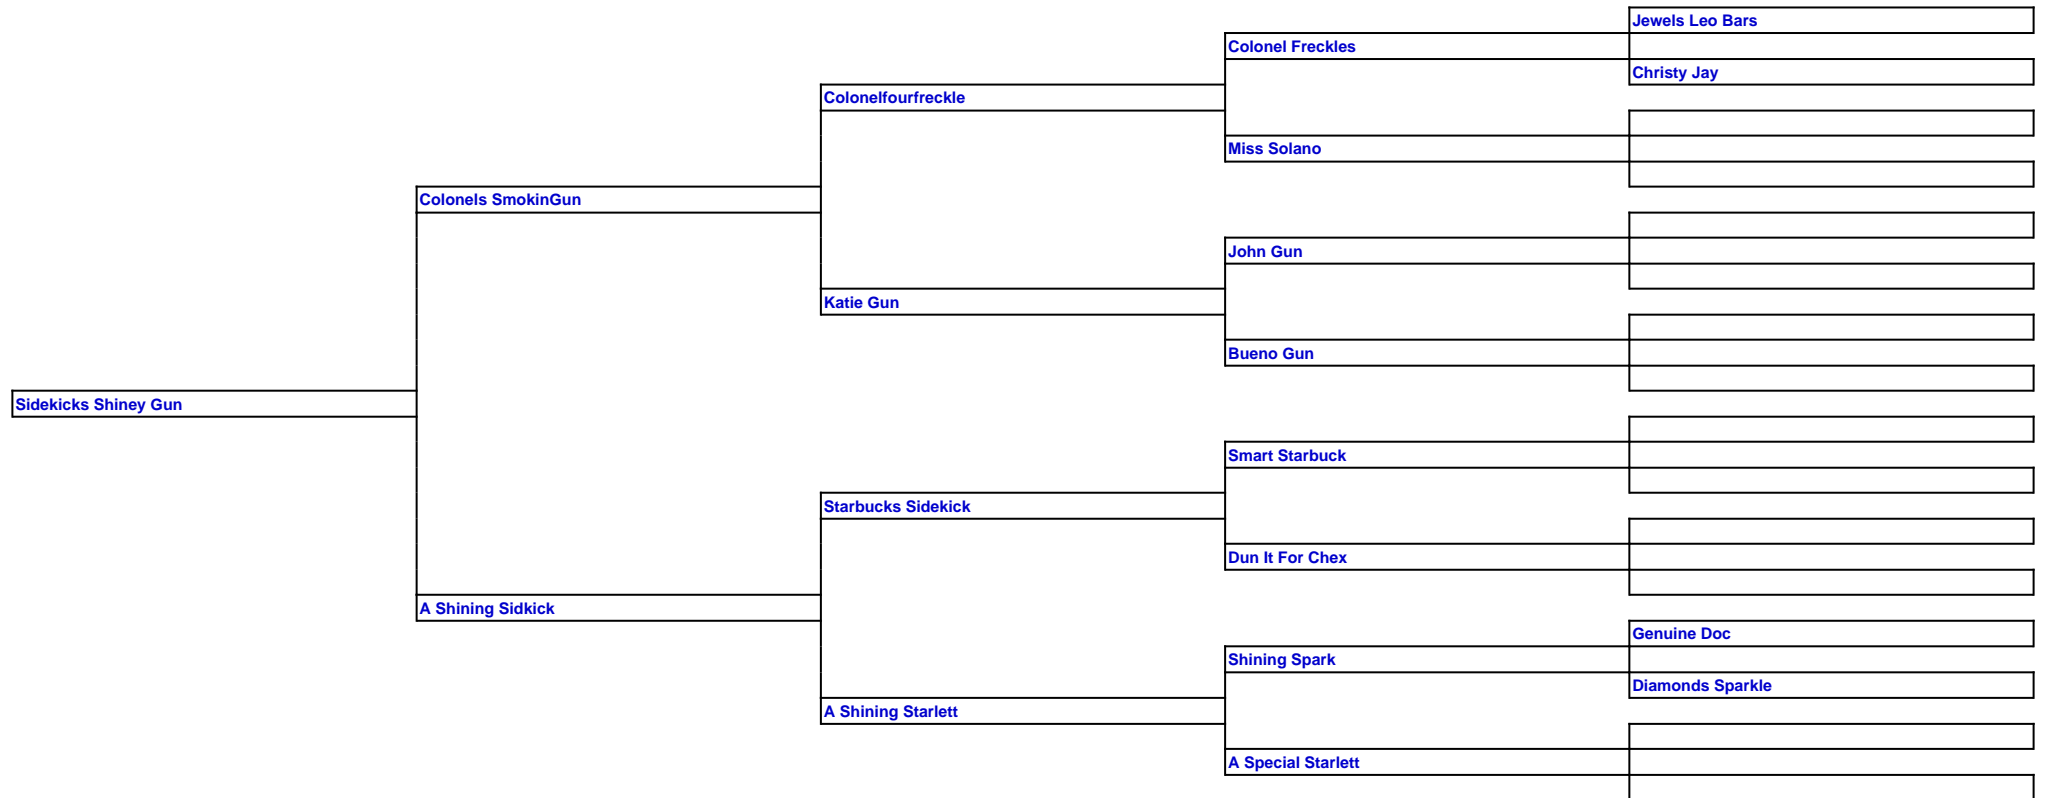 Jewels Leo Bars
Colonel Freckles
Christy Jay
Colonelfourfreckle
Miss Solano
Colonels SmokinGun
John Gun
Katie Gun
Bueno Gun
Sidekicks Shiney Gun
Smart Starbuck
Starbucks Sidekick
Dun It For Chex
A Shining Sidkick
Genuine Doc
Shining Spark
Diamonds Sparkle
A Shining Starlett
A Special Starlett